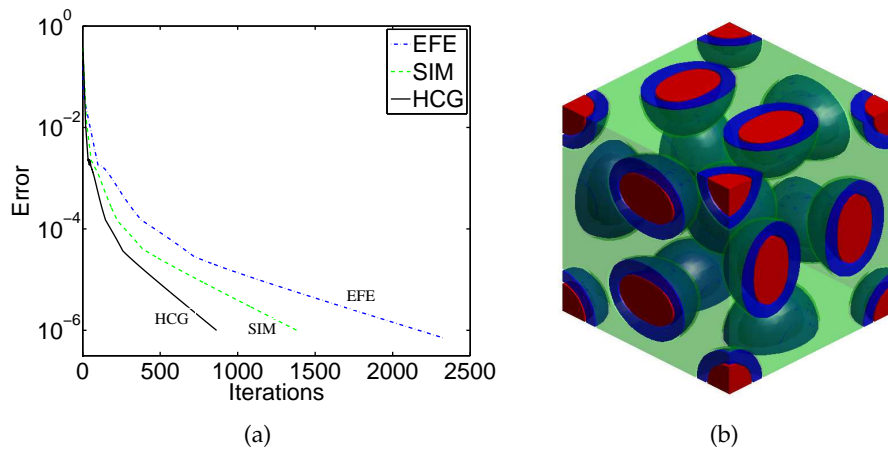 10^0
10^-2
10^-4
10^-6
Error
0
500
1000
1500
2000
2500
Iterations
EFE
SIM
HCG
EFE
HCG
SIM
(a)
(b)